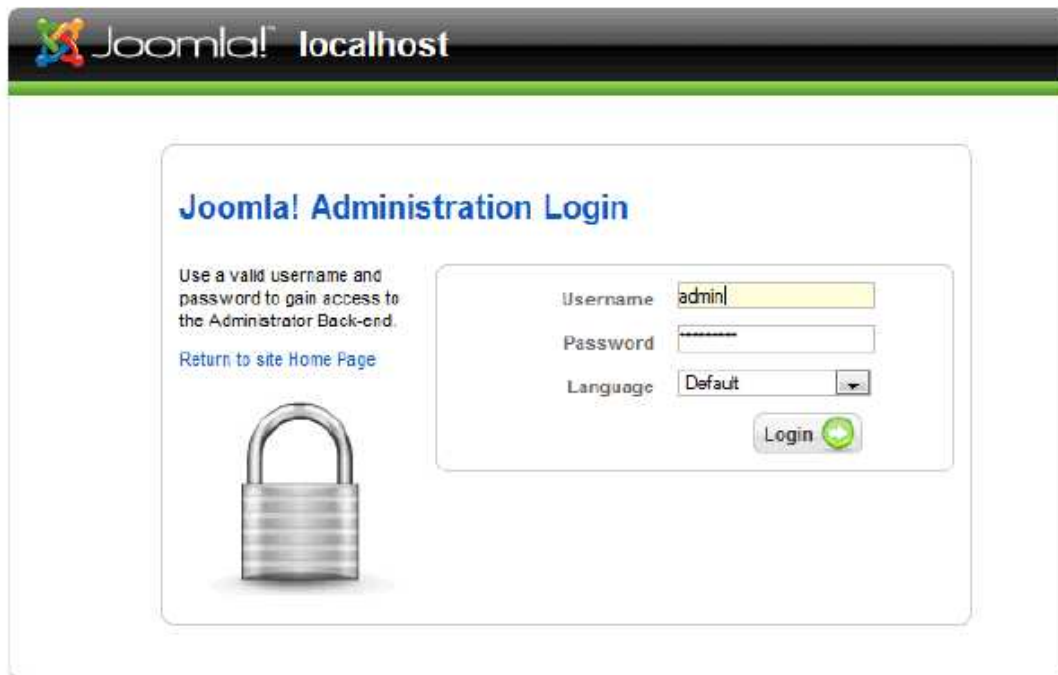 Joomla! localhost
Joomla! Administration Login
Use a valid username and
password to gain access to
the Administrator Back-end.
Return to site Home Page
Username admin
Password
Language Default
Login